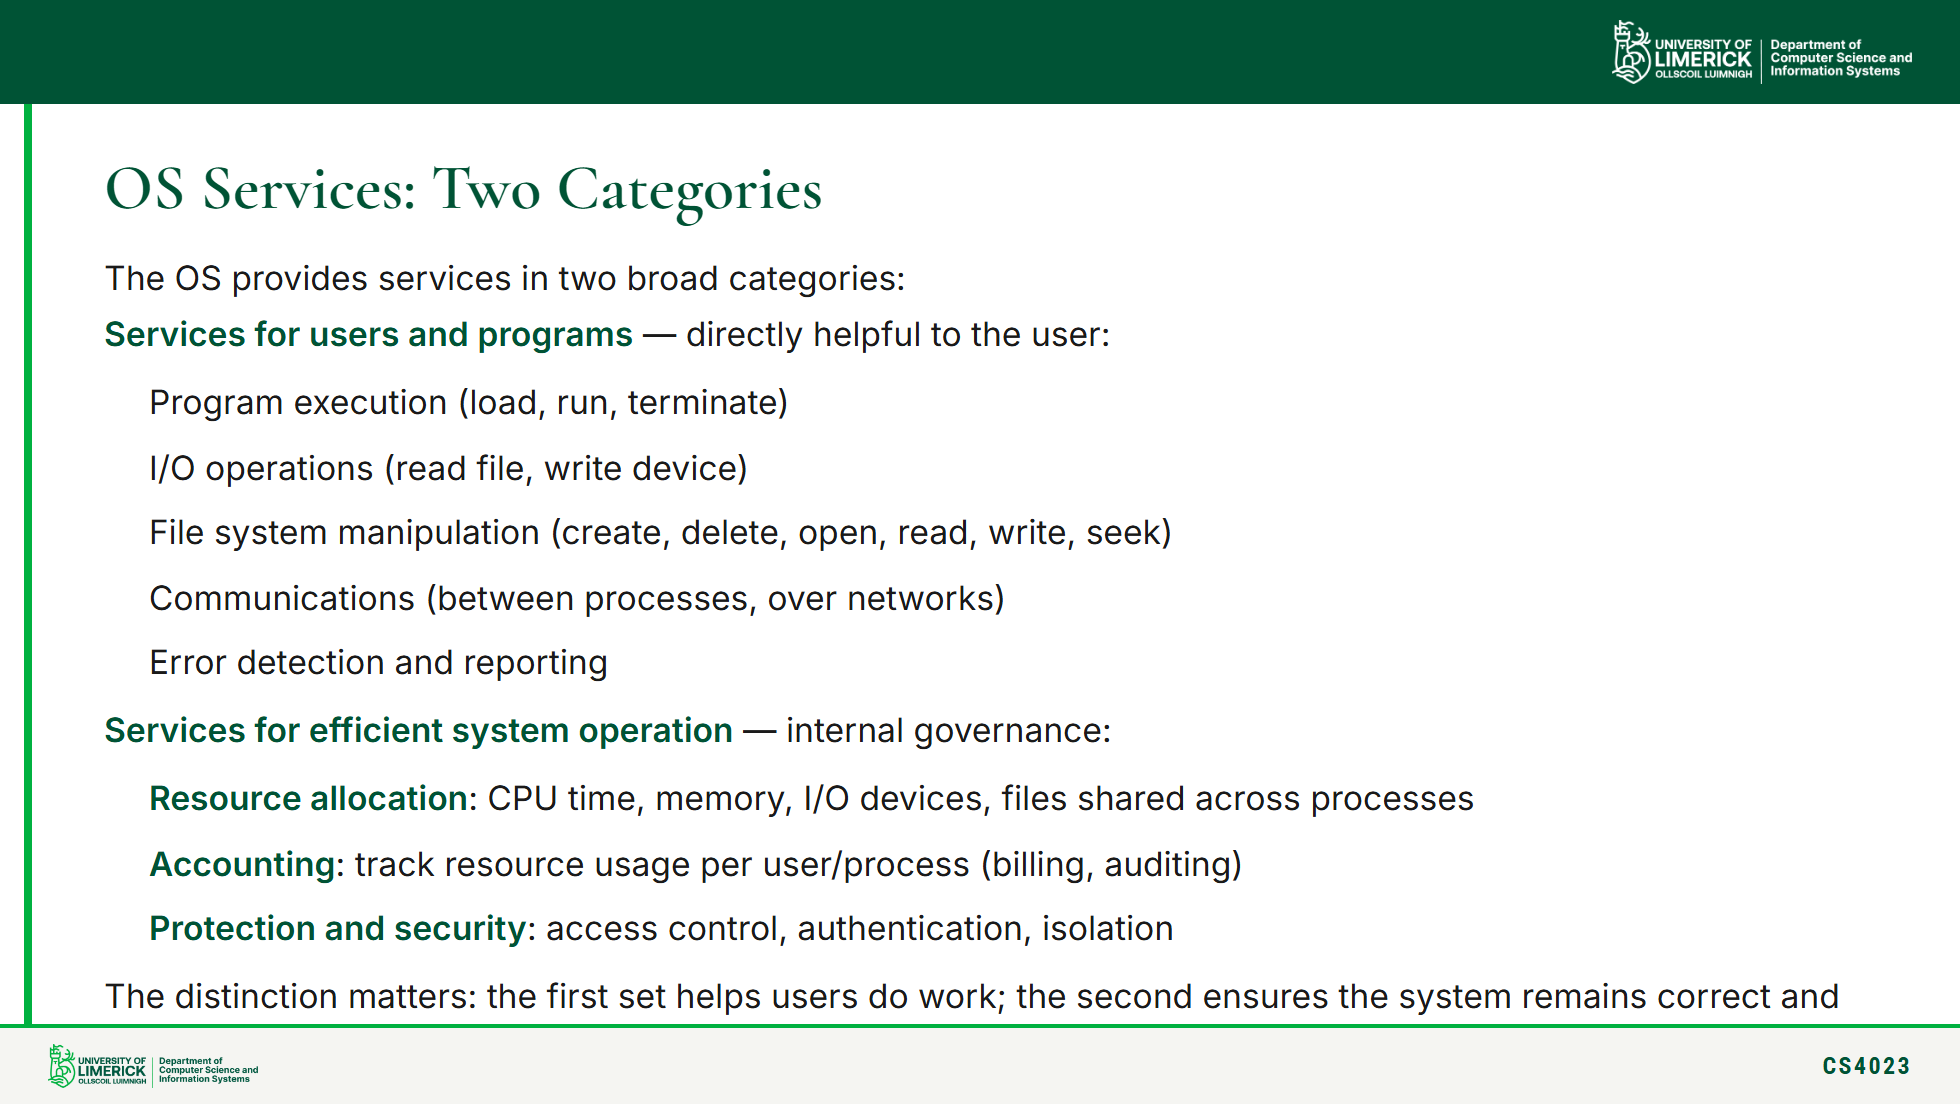 UNIVERSITY OF
LIMERICK
OLLSCOIL LUIMNIGH
Department of
Computer Science and
Information Systems
OS Services: Two Categories
The OS provides services in two broad categories:
Services for users and programs — directly helpful to the user:
Program execution (load, run, terminate)
I/O operations (read file, write device)
File system manipulation (create, delete, open, read, write, seek)
Communications (between processes, over networks)
Error detection and reporting
Services for efficient system operation — internal governance:
Resource allocation: CPU time, memory, I/O devices, files shared across processes
Accounting: track resource usage per user/process (billing, auditing)
Protection and security: access control, authentication, isolation
The distinction matters: the first set helps users do work; the second ensures the system remains correct and
UNIVERSITY OF
LIMERICK
OLLSCOIL LUIMNIGH
Department of
Computer Science and
Information Systems
CS4023